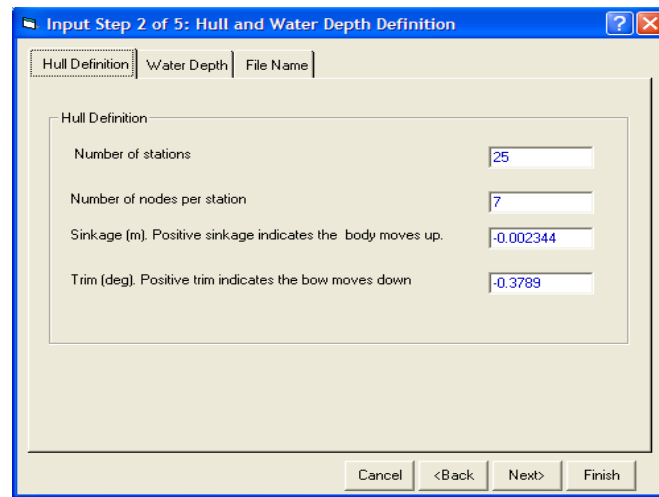 Input Step 2 of 5: Hull and Water Depth Definition
Hull Definition Water Depth File Name
Hull Definition
Number of stations 25
Number of nodes per station 7
Sinkage (m). Positive sinkage indicates the body moves up. -0.002344
Trim (deg). Positive trim indicates the bow moves down -0.3789
Cancel <Back Next> Finish